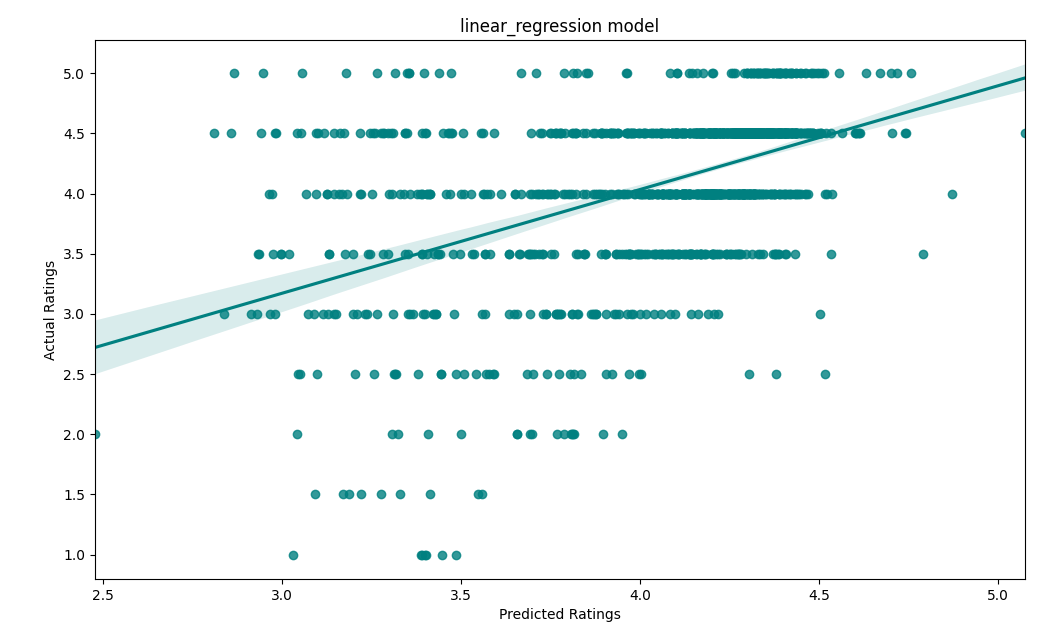 linear_regression model
Actual Ratings
5.0
4.5
4.0
3.5
3.0
2.5
2.0
1.5
1.0
2.5 3.0 3.5 4.0 4.5 5.0
Predicted Ratings